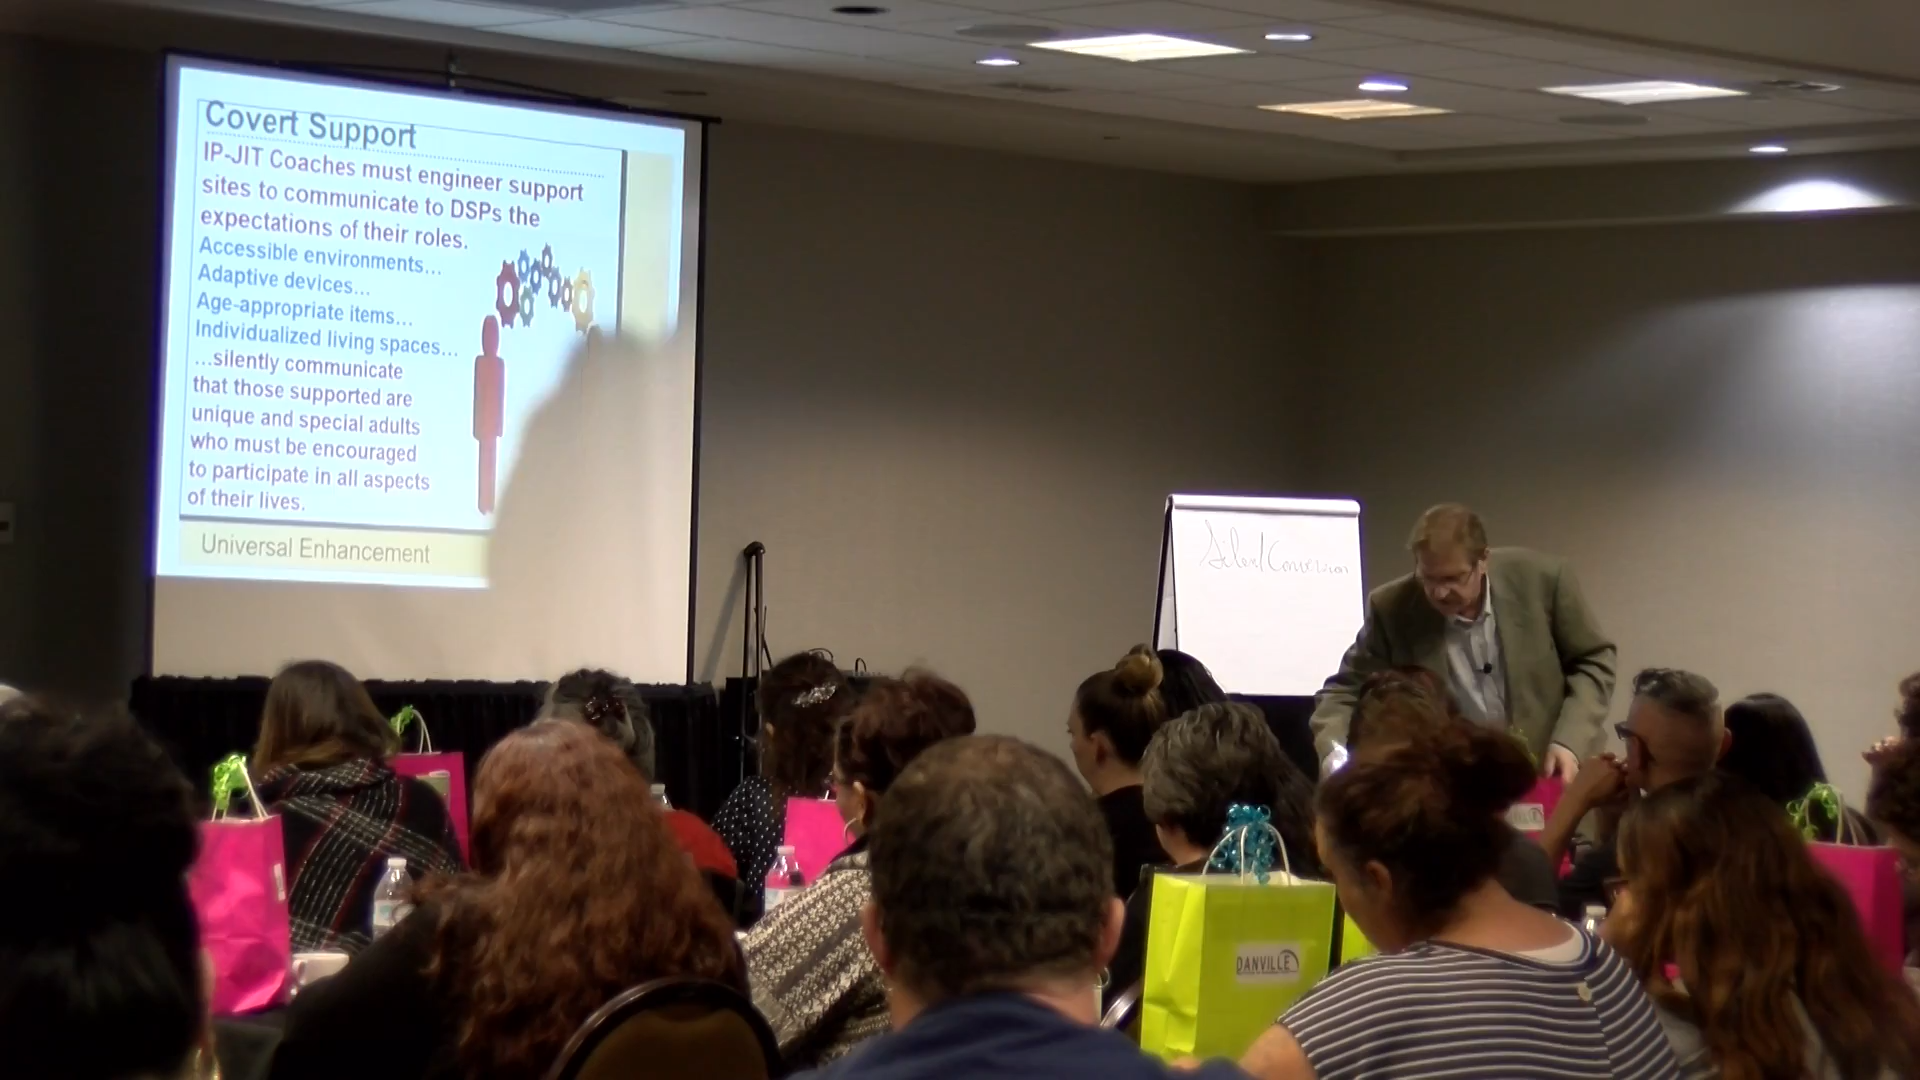 Covert Support
IP-JIT Coaches must engineer support
sites to communicate to DSPs the
expectations of their roles.
Accessible environments...
Adaptive devices...
Age-appropriate items...
Individualized living spaces...
...silently communicate
that those supported are
unique and special adults
who must be encouraged
to participate in all aspects
of their lives.
Universal Enhancement
Silent
DANVILLE